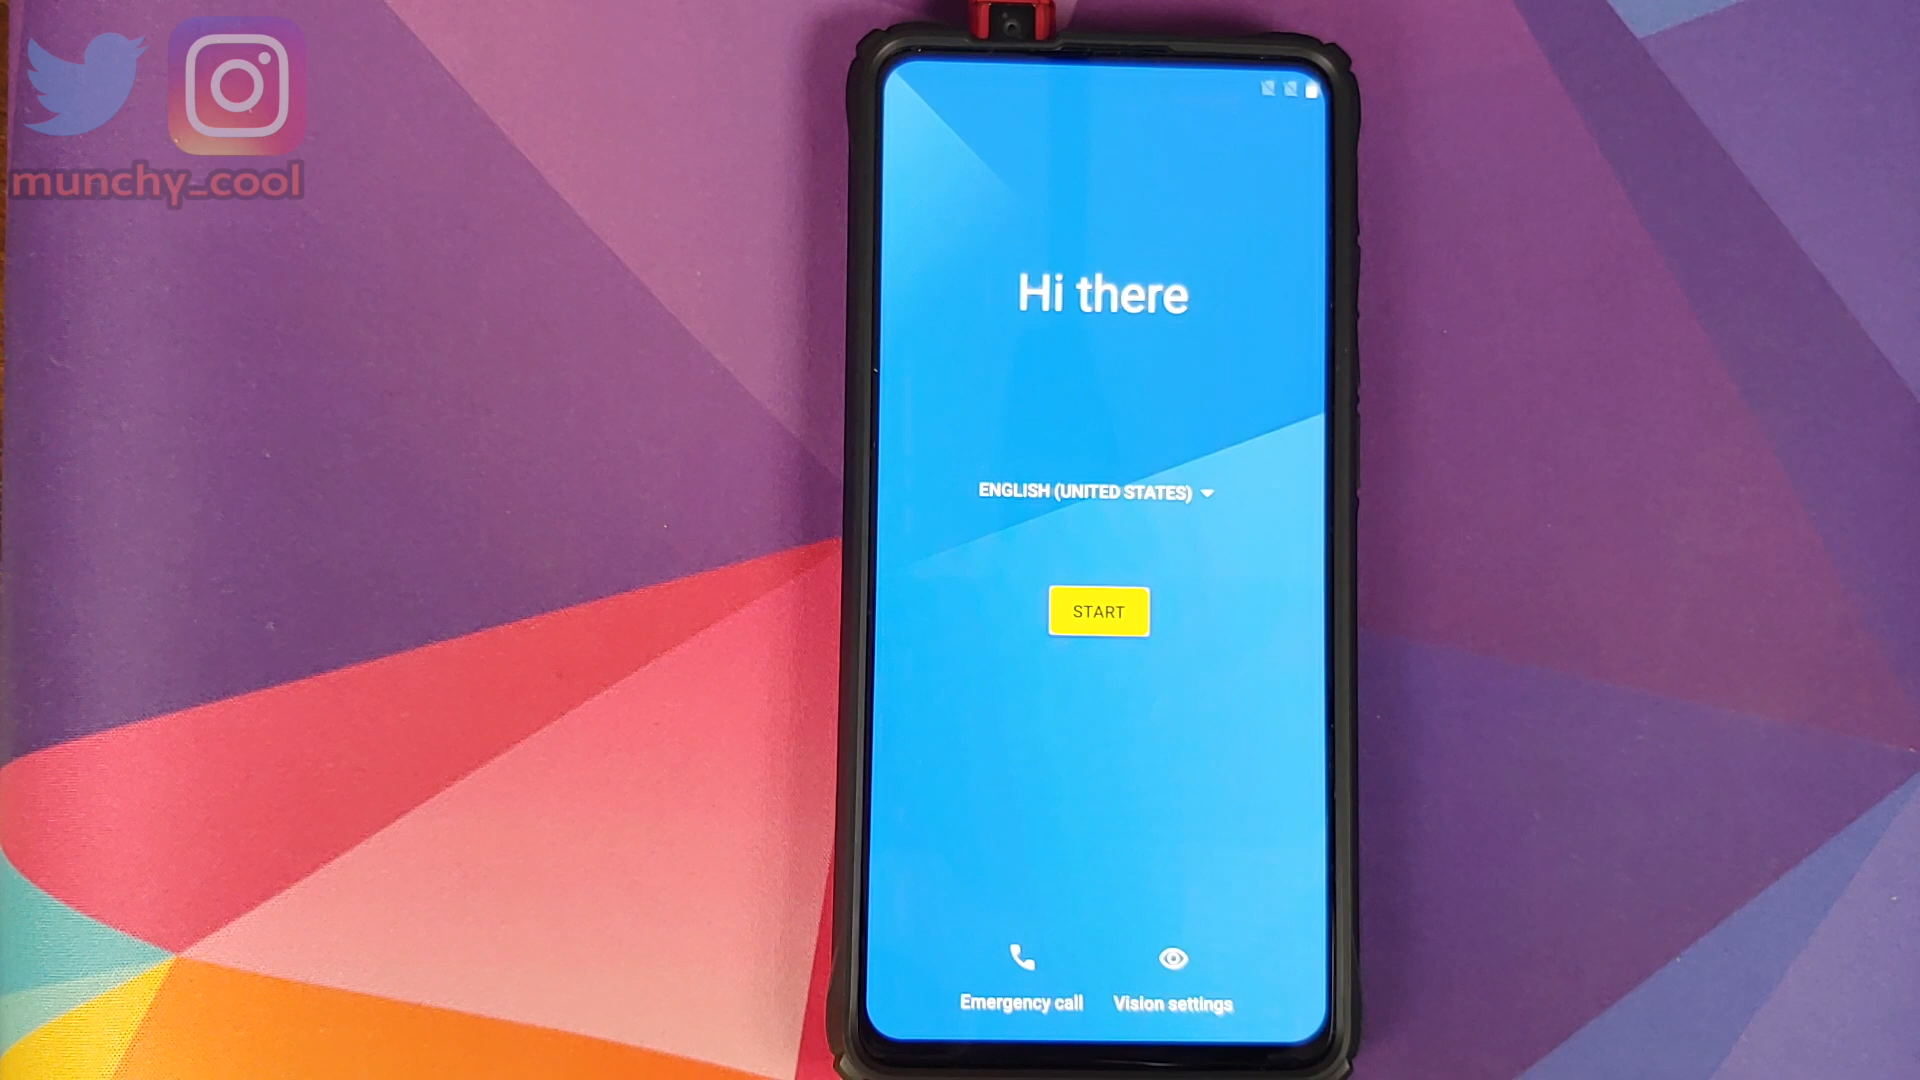 munchy_cool
Hi there
ENGLISH (UNITED STATES)
START
Emergency call
Vision settings